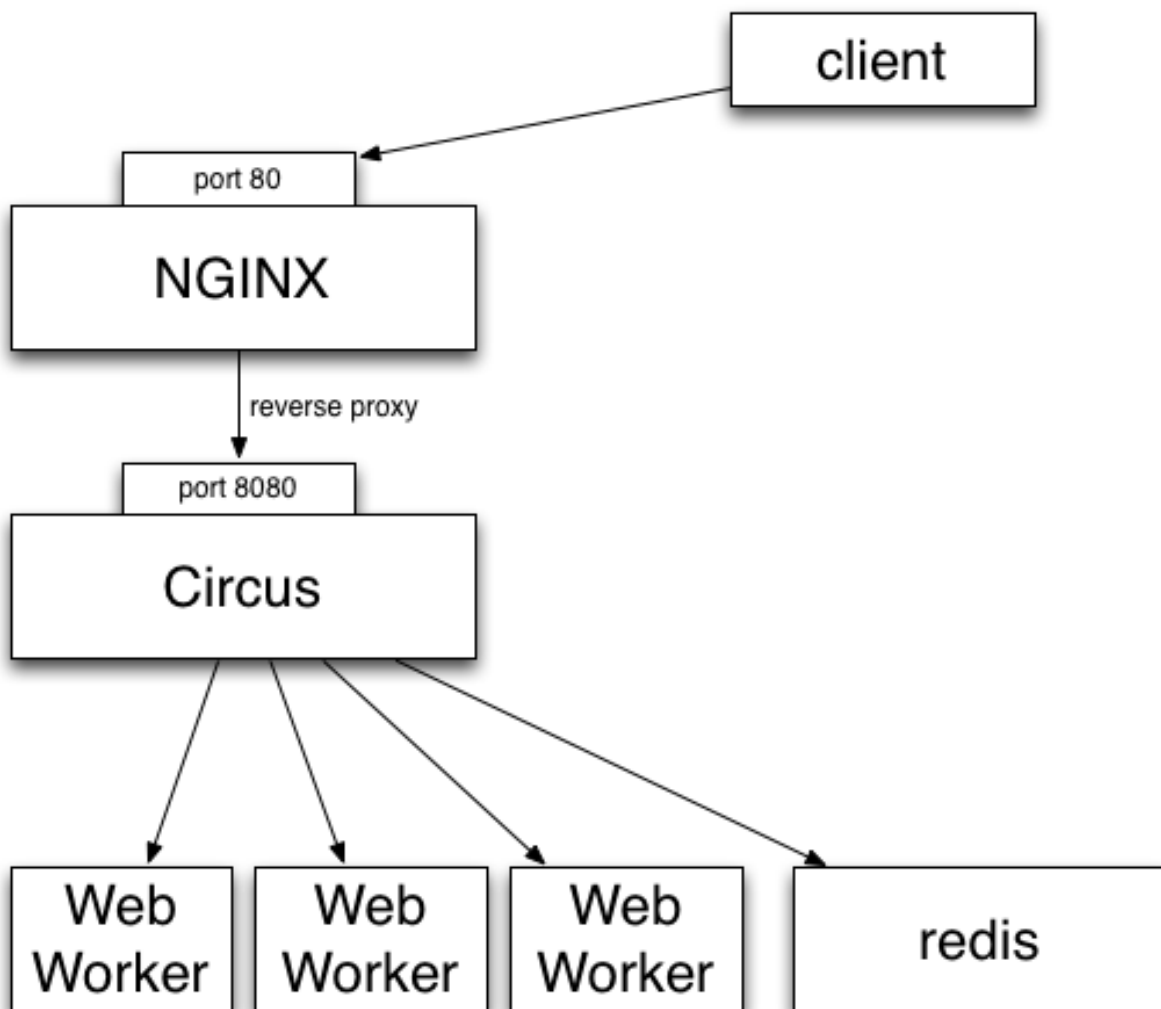 client
port 80
NGINX
reverse proxy
port 8080
Circus
Web
Worker
Web
Worker
Web
Worker
redis